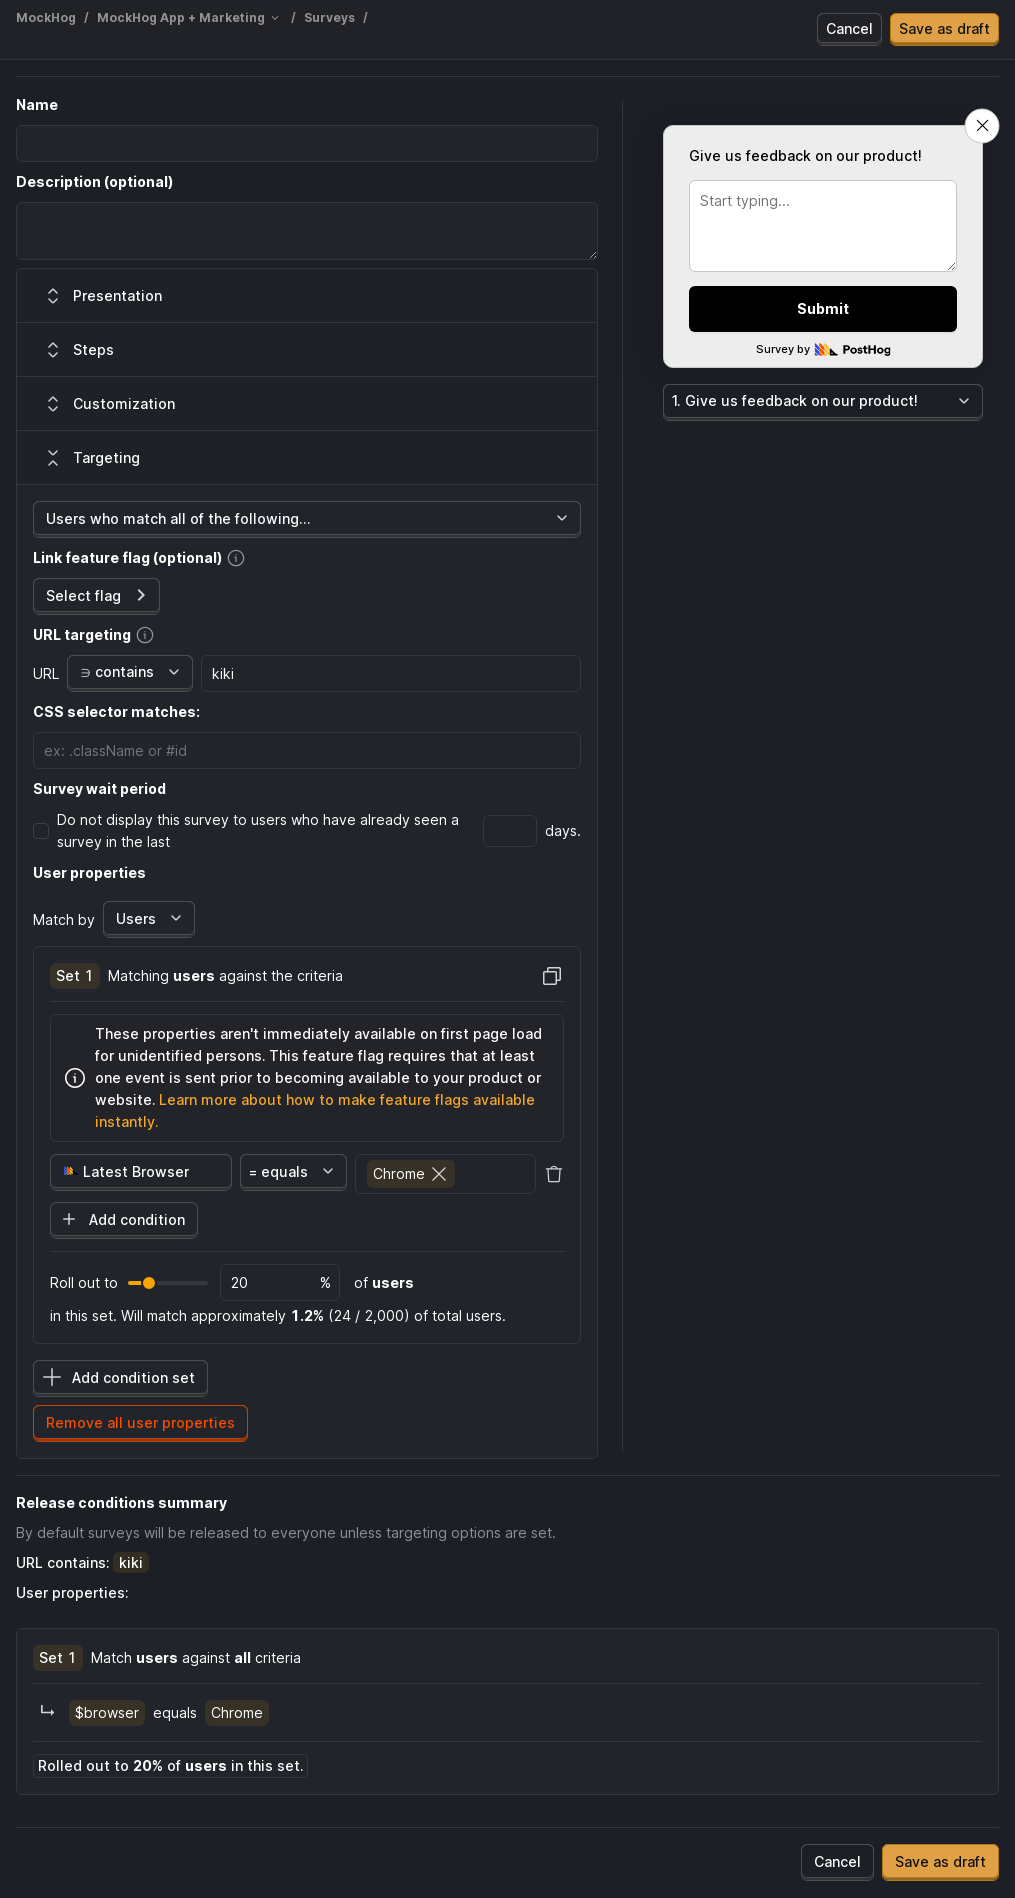 MockHog / MockHog App + Marketing / Surveys /
Cancel
Save as draft
Name
Description (optional)
Presentation
Steps
Customization
Targeting
Users who match all of the following...
Link feature flag (optional)
Select flag
URL targeting
URL ∋ contains kiki
CSS selector matches:
ex: .className or #id
Survey wait period
Do not display this survey to users who have already seen a
survey in the last
days.
User properties
Match by Users
Set 1 Matching users against the criteria
These properties aren't immediately available on first page load
for unidentified persons. This feature flag requires that at least
one event is sent prior to becoming available to your product or
website. Learn more about how to make feature flags available
instantly.
Latest Browser = equals Chrome
Add condition
Roll out to 20 % of users
in this set. Will match approximately 1.2% (24 / 2,000) of total users.
Add condition set
Remove all user properties
Give us feedback on our product!
Start typing...
Submit
Survey by PostHog
1. Give us feedback on our product!
Release conditions summary
By default surveys will be released to everyone unless targeting options are set.
URL contains: kiki
User properties:
Set 1 Match users against all criteria
$browser equals Chrome
Rolled out to 20% of users in this set.
Cancel
Save as draft